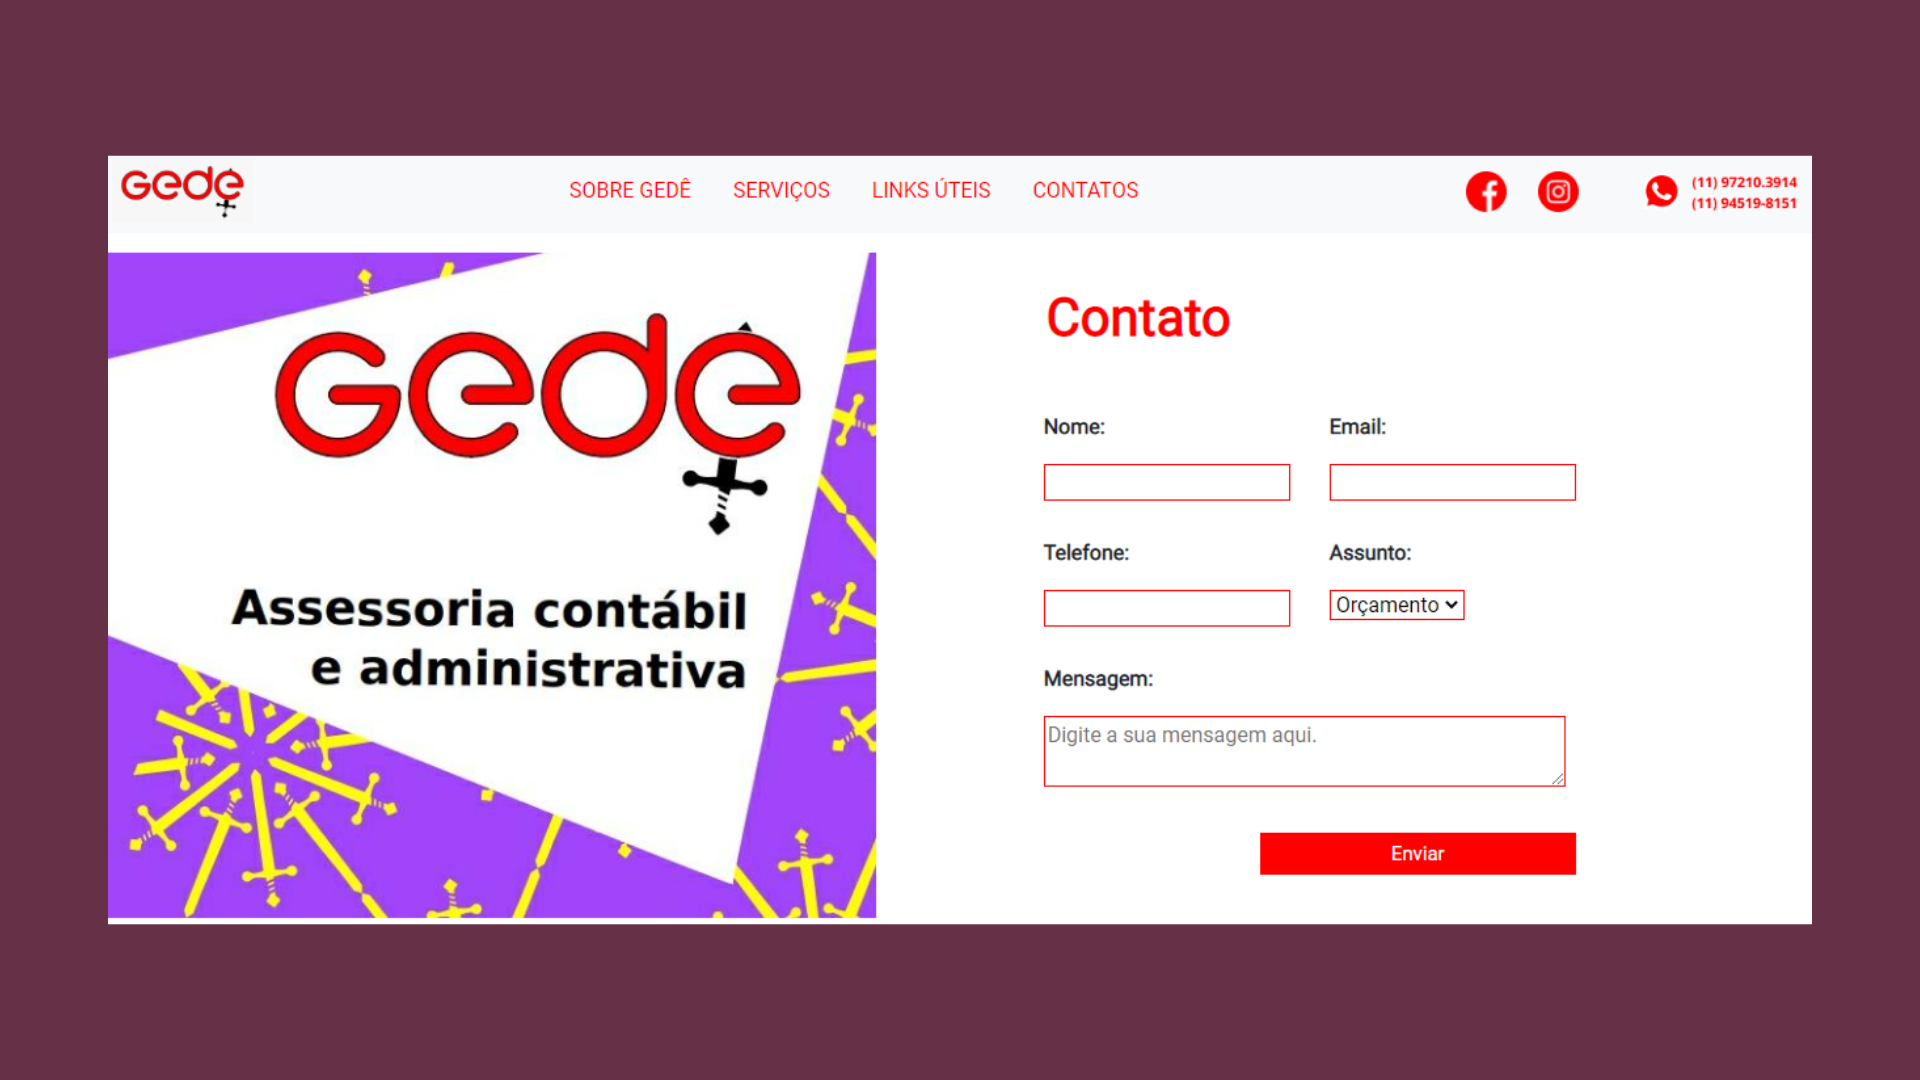 Gedê
SOBRE GEDÊ SERVIÇOS LINKS ÚTEIS CONTATOS
(11) 97210.3914
(11) 94519-8151
Gedê
Assessoria contábil
e administrativa
Contato
Nome: Email:
Telefone: Assunto:
Orçamento
Mensagem:
Digite a sua mensagem aqui.
Enviar